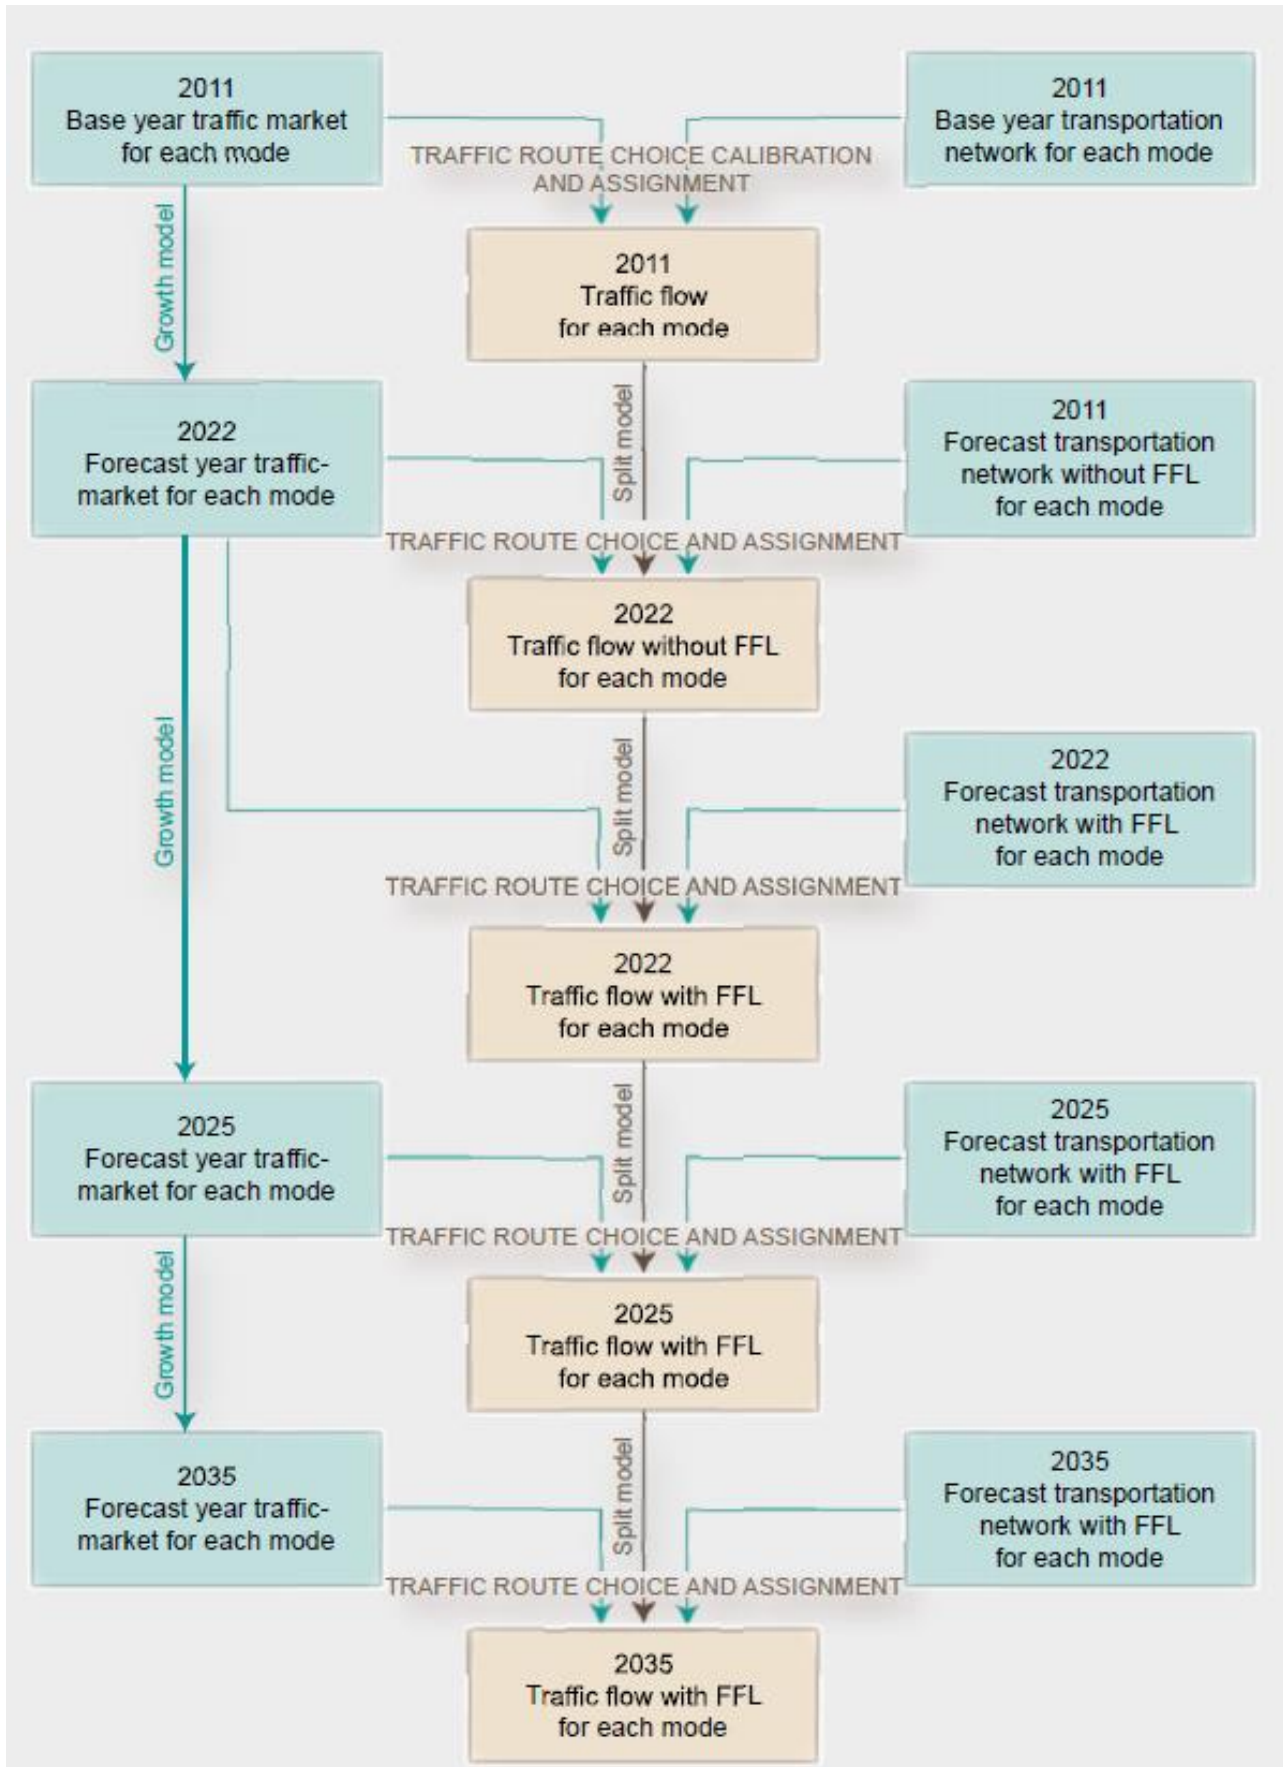 2011
Base year traffic market
for each mode
2011
Base year transportation
network for each mode
TRAFFIC ROUTE CHOICE CALIBRATION
AND ASSIGNMENT
Growth model
2011
Traffic flow
for each mode
2022
Forecast year traffic-
market for each mode
Split model
2011
Forecast transportation
network without FFL
for each mode
TRAFFIC ROUTE CHOICE AND ASSIGNMENT
2022
Traffic flow without FFL
for each mode
Growth model
Split model
2022
Forecast transportation
network with FFL
for each mode
TRAFFIC ROUTE CHOICE AND ASSIGNMENT
2022
Traffic flow with FFL
for each mode
2025
Forecast year traffic-
market for each mode
Split model
2025
Forecast transportation
network with FFL
for each mode
TRAFFIC ROUTE CHOICE AND ASSIGNMENT
Growth model
2025
Traffic flow with FFL
for each mode
2035
Forecast year traffic-
market for each mode
Split model
2035
Forecast transportation
network with FFL
for each mode
TRAFFIC ROUTE CHOICE AND ASSIGNMENT
2035
Traffic flow with FFL
for each mode